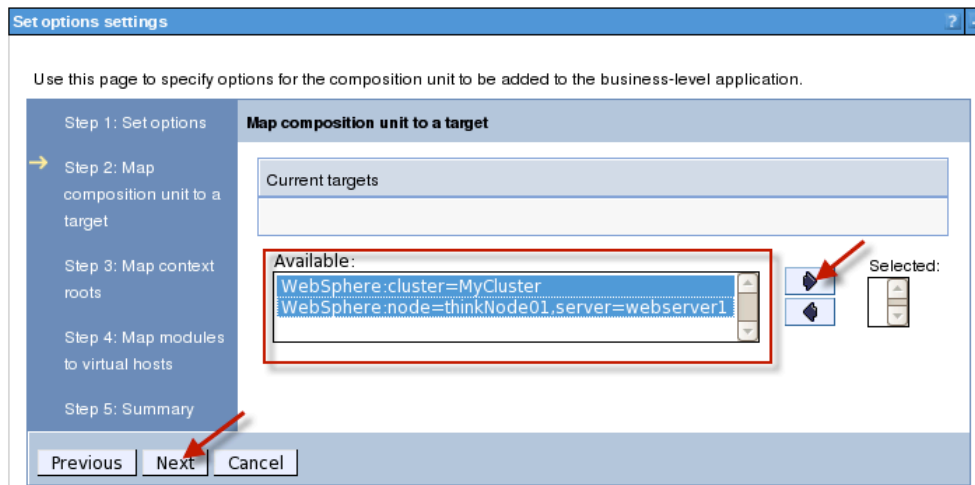 Set options settings
?
Use this page to specify options for the composition unit to be added to the business-level application.
Step 1: Set options
Map composition unit to a target
Step 2: Map
composition unit to a
target
Current targets
Step 3: Map context
roots
Available:
Selected:
WebSphere:cluster=MyCluster
WebSphere:node=thinkNode01,server=webserver1
Step 4: Map modules
to virtual hosts
Step 5: Summary
Previous
Next
Cancel